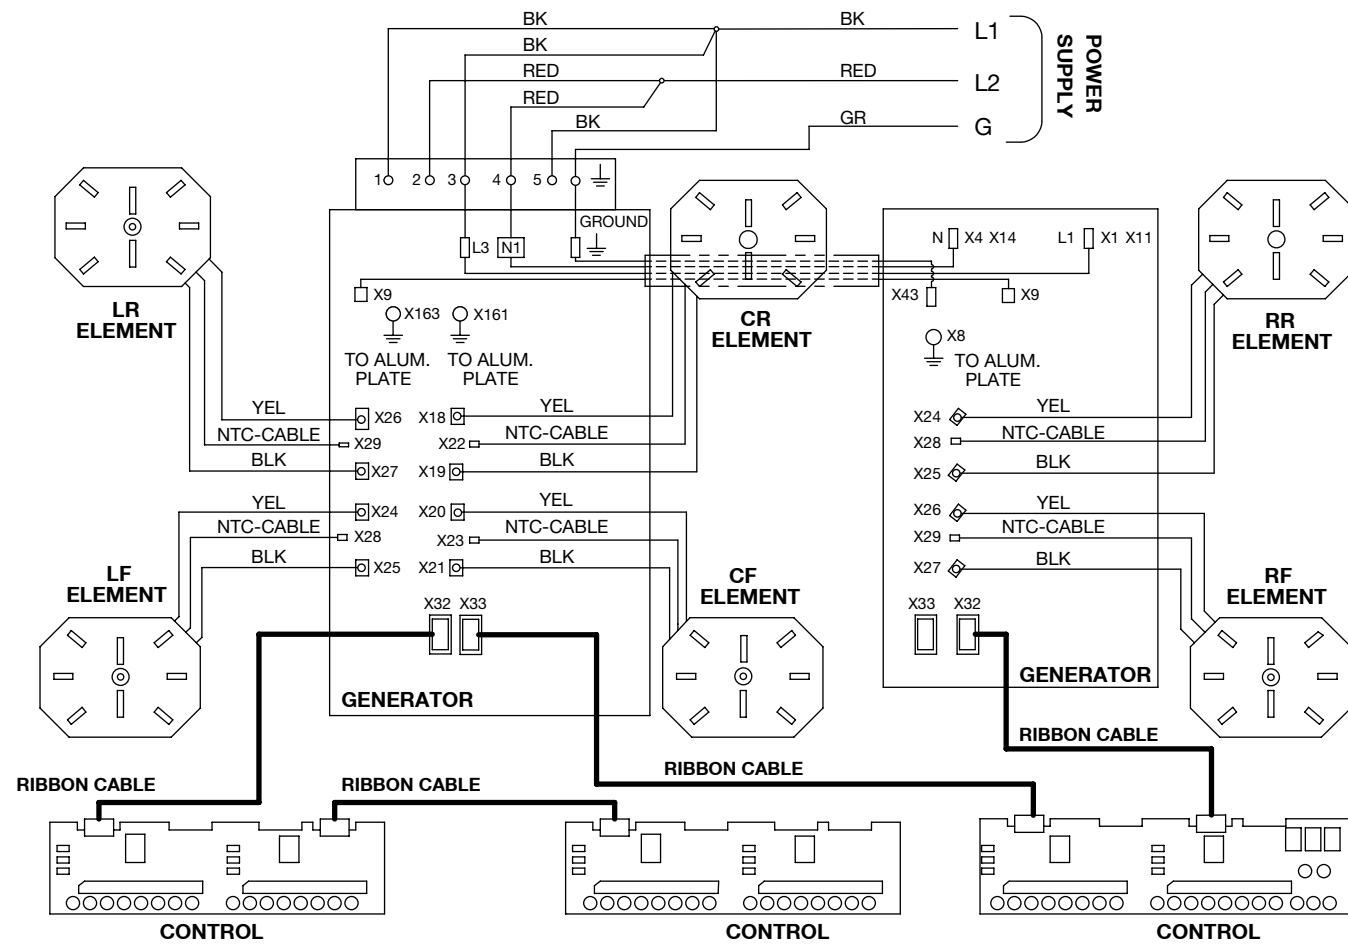 BK
BK
L1
BK
RED
RED
L2
RED
BK
GR
G
POWER
SUPPLY
1
2
3
4
5
GROUND
L3
N1
N
X4
X14
L1
X1
X11
X9
X43
X9
X163
X161
X8
TO ALUM.
PLATE
TO ALUM.
PLATE
TO ALUM.
PLATE
LR
ELEMENT
CR
ELEMENT
RR
ELEMENT
YEL
X26
X18
YEL
X24
YEL
NTC-CABLE
X29
X22
NTC-CABLE
X28
NTC-CABLE
BLK
X27
X19
BLK
X25
BLK
YEL
X24
X20
YEL
X26
YEL
NTC-CABLE
X28
X23
NTC-CABLE
X29
NTC-CABLE
BLK
X25
X21
BLK
X27
BLK
LF
ELEMENT
CF
ELEMENT
RF
ELEMENT
X32
X33
X33
X32
GENERATOR
GENERATOR
RIBBON CABLE
RIBBON CABLE
RIBBON CABLE
RIBBON CABLE
CONTROL
CONTROL
CONTROL